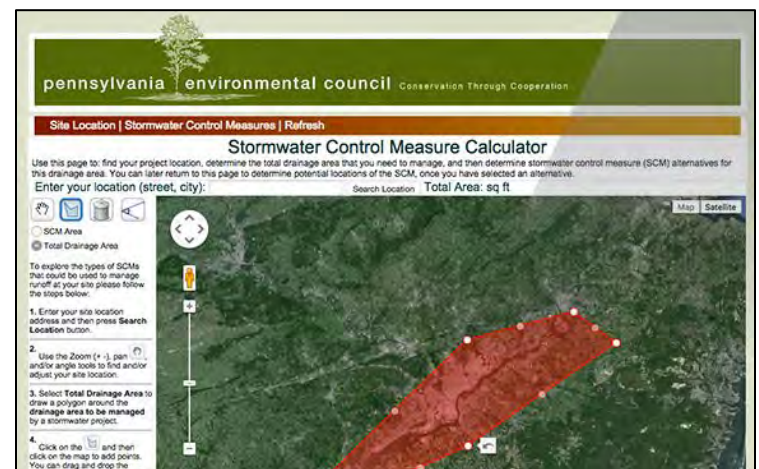 pennsylvania environmental council Conservation Through Cooperation
Site Location | Stormwater Control Measures | Refresh
Stormwater Control Measure Calculator
Use this page to: find your project location, determine the total drainage area that you need to manage, and then determine stormwater control measure (SCM) alternatives for
this drainage area. You can later return to this page to determine potential locations of the SCM, once you have selected an alternative.
Enter your location (street, city): Search Location Total Area: sq ft
Map Satellite
SCM Area
Total Drainage Area
To explore the types of SCMs
that could be used to manage
runoff at your site please follow
the steps below:
1. Enter your site location
address and then press Search
Location button.
2.
Use the Zoom (+ -), pan ,
and/or angle tools to find and/or
adjust your site location.
3. Select Total Drainage Area to
draw a polygon around the
drainage area to be managed
by a stormwater project.
4.
Click on the and then
click on the map to add points.
You can drag and drop the